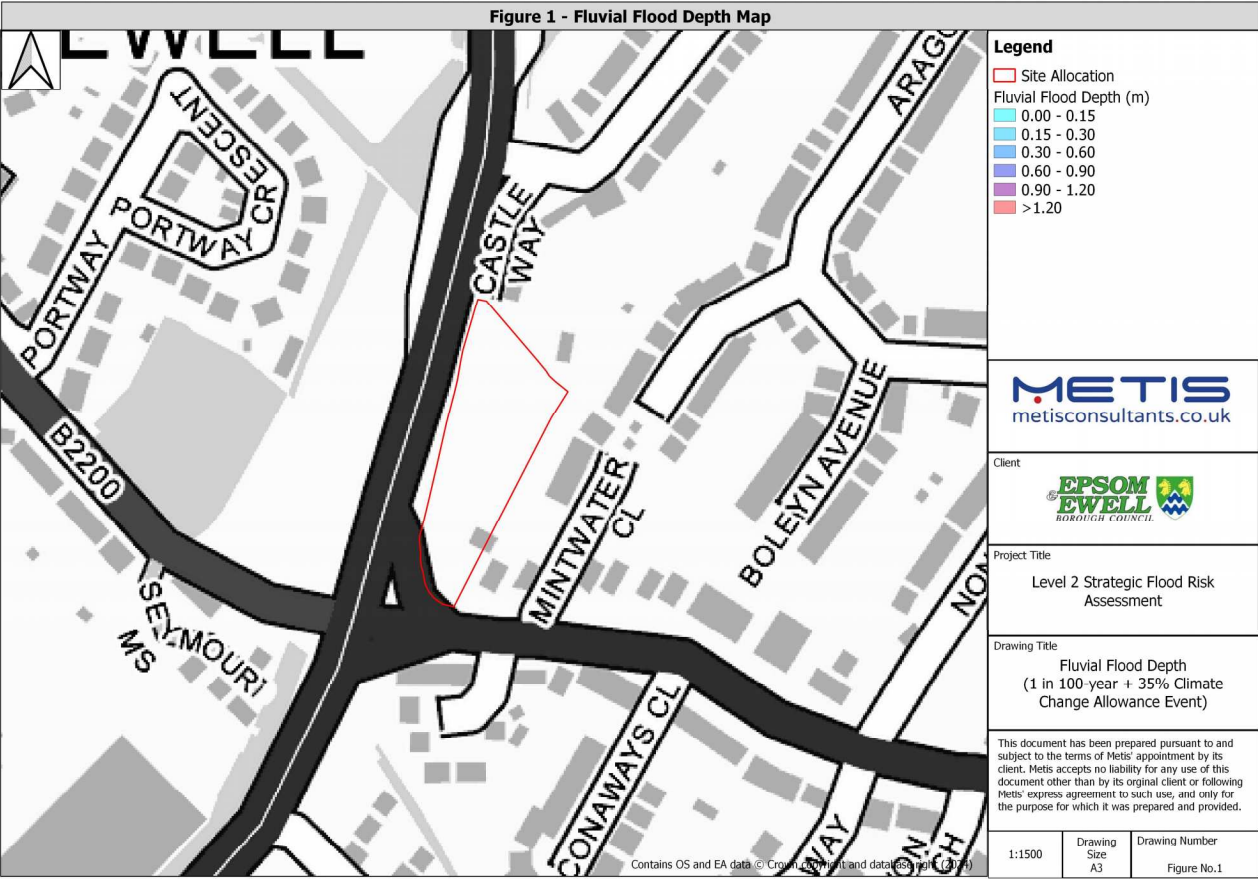 Figure 1 - Fluvial Flood Depth Map
EWELL
PORTWAY CRESCENT
PORTWAY
CASTLE
WAY
B2200
SEYMOUR
MS
MINTWATER
CL
BOLEYN AVENUE
ARAGO
NON
CONAWAYS CL
WAY
Contains OS and EA data © Crown copyright and database right (2024)
Legend
Site Allocation
Fluvial Flood Depth (m)
0.00 - 0.15
0.15 - 0.30
0.30 - 0.60
0.60 - 0.90
0.90 - 1.20
>1.20
METIS
metisconsultants.co.uk
Client
EPSOM
& EWELL
BOROUGH COUNCIL
Project Title
Level 2 Strategic Flood Risk
Assessment
Drawing Title
Fluvial Flood Depth
(1 in 100-year + 35% Climate
Change Allowance Event)
This document has been prepared pursuant to and
subject to the terms of Metis' appointment by its
client. Metis accepts no liability for any use of this
document other than by its orginal client or following
Metis' express agreement to such use, and only for
the purpose for which it was prepared and provided.
1:1500
Drawing
Size
A3
Drawing Number
Figure No.1